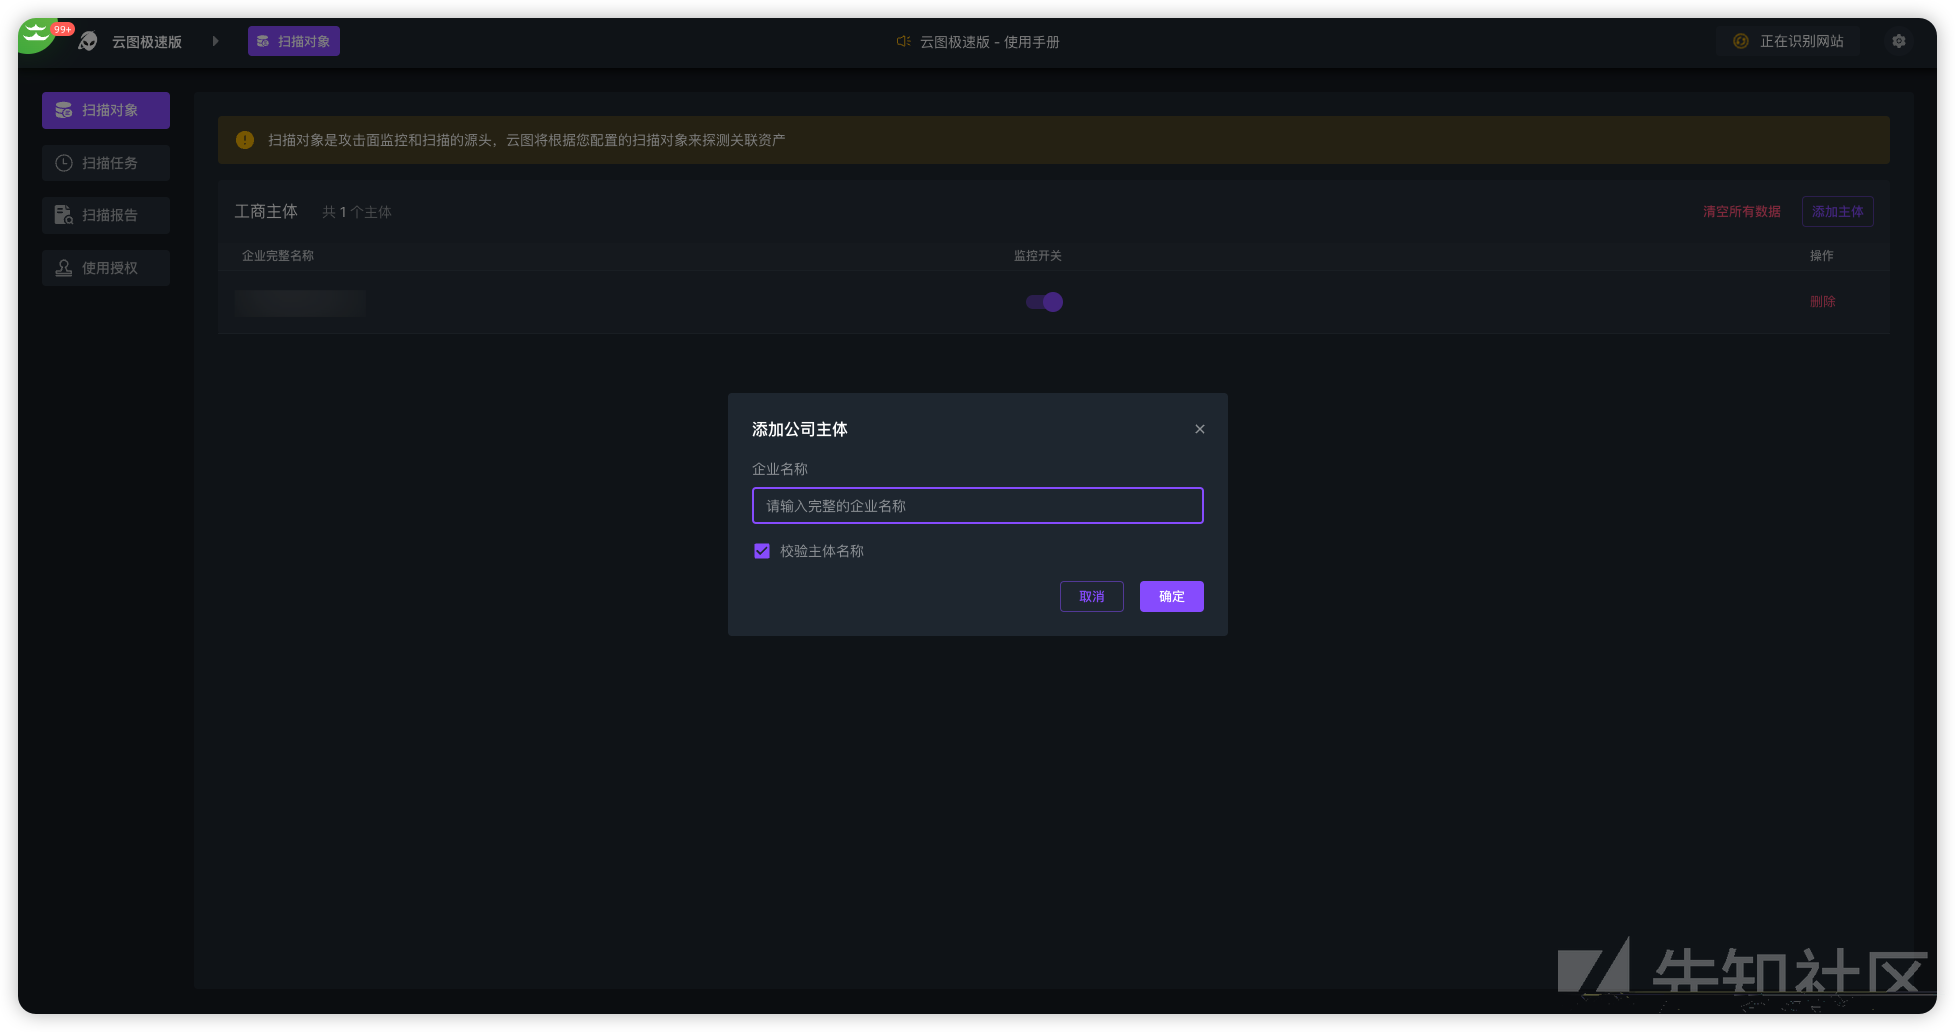 99+
云图极速版
扫描对象
云图极速版 - 使用手册
正在识别网站
扫描对象
扫描任务
扫描报告
使用授权
扫描对象是攻击面监控和扫描的源头，云图将根据您配置的扫描对象来探测关联资产
工商主体 共 1 个主体
清空所有数据
添加主体
企业完整名称 监控开关 操作
删除
添加公司主体
企业名称
请输入完整的企业名称
校验主体名称
取消 确定
先知社区